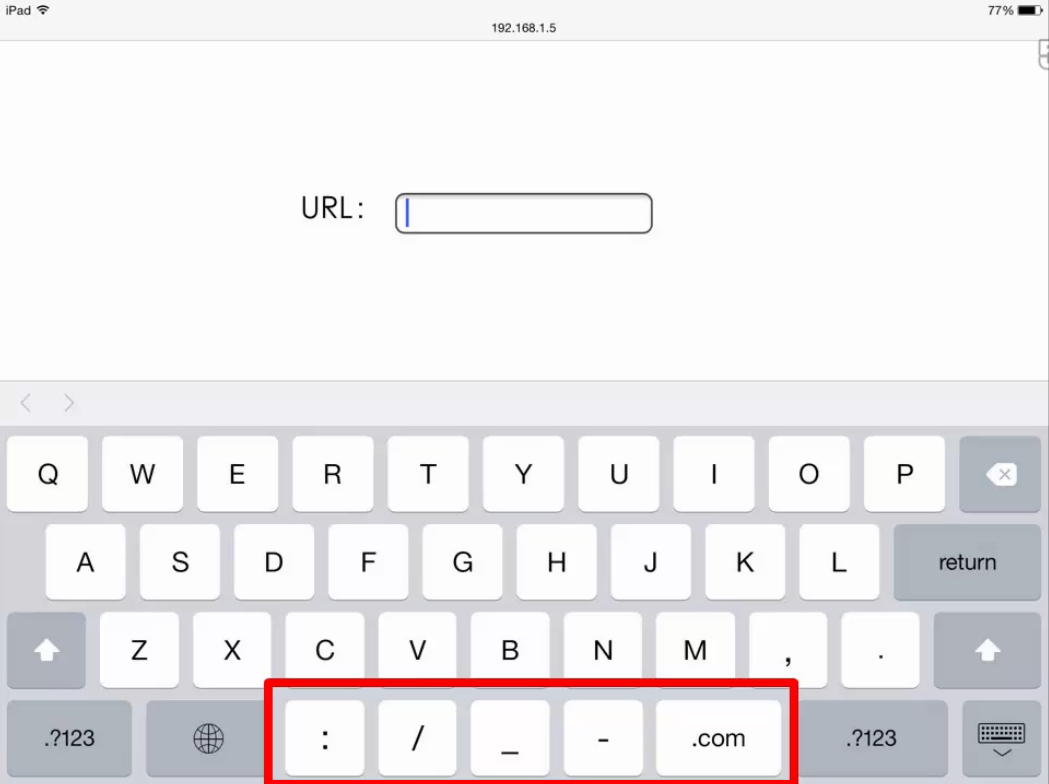 iPad 77%
192.168.1.5
URL:
Q W E R T Y U I O P
A S D F G H J K L return
Z X C V B N M , .
.?123 : / _ - .com .?123